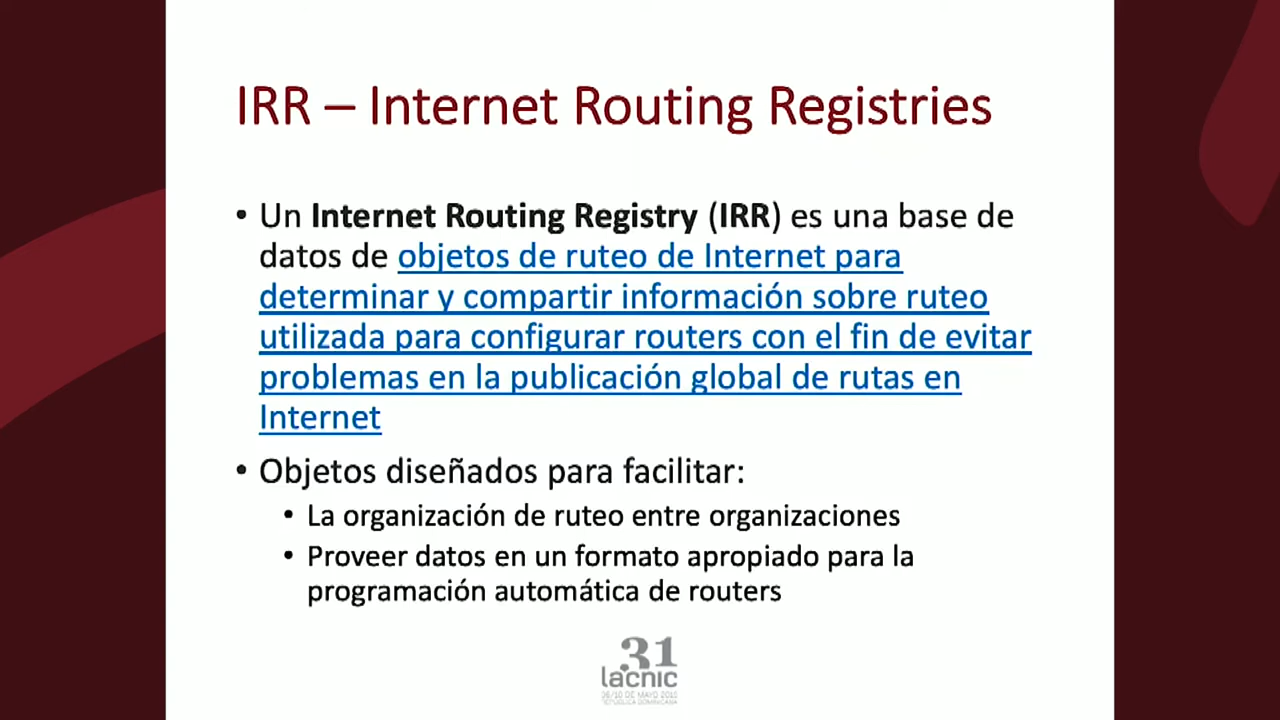 IRR – Internet Routing Registries
• Un Internet Routing Registry (IRR) es una base de
datos de objetos de ruteo de Internet para
determinar y compartir información sobre ruteo
utilizada para configurar routers con el fin de evitar
problemas en la publicación global de rutas en
Internet
• Objetos diseñados para facilitar:
• La organización de ruteo entre organizaciones
• Proveer datos en un formato apropiado para la
programación automática de routers
31
lacnic
REPÚBLICA DOMINICANA